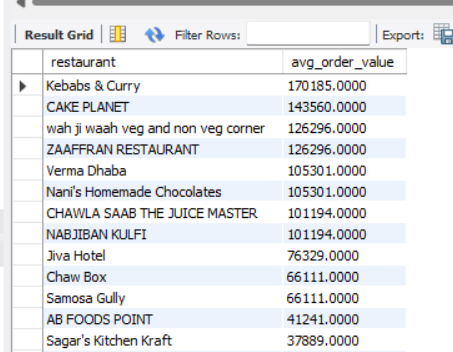 Result Grid Filter Rows: Export:
restaurant avg_order_value
Kebabs & Curry 170185.0000
CAKE PLANET 143560.0000
wah ji waah veg and non veg corner 126296.0000
ZAAFFRAN RESTAURANT 126296.0000
Verma Dhaba 105301.0000
Nani's Homemade Chocolates 105301.0000
CHAWLA SAAB THE JUICE MASTER 101194.0000
NABJIBAN KULFI 101194.0000
Jiva Hotel 76329.0000
Chaw Box 66111.0000
Samosa Gully 66111.0000
AB FOODS POINT 41241.0000
Sagar's Kitchen Kraft 37889.0000